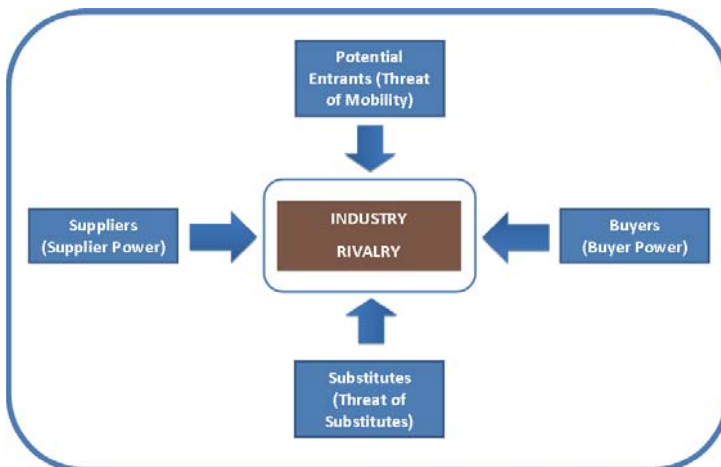 Potential
Entrants (Threat
of Mobility)
Suppliers
(Supplier Power)
INDUSTRY
RIVALRY
Buyers
(Buyer Power)
Substitutes
(Threat of
Substitutes)